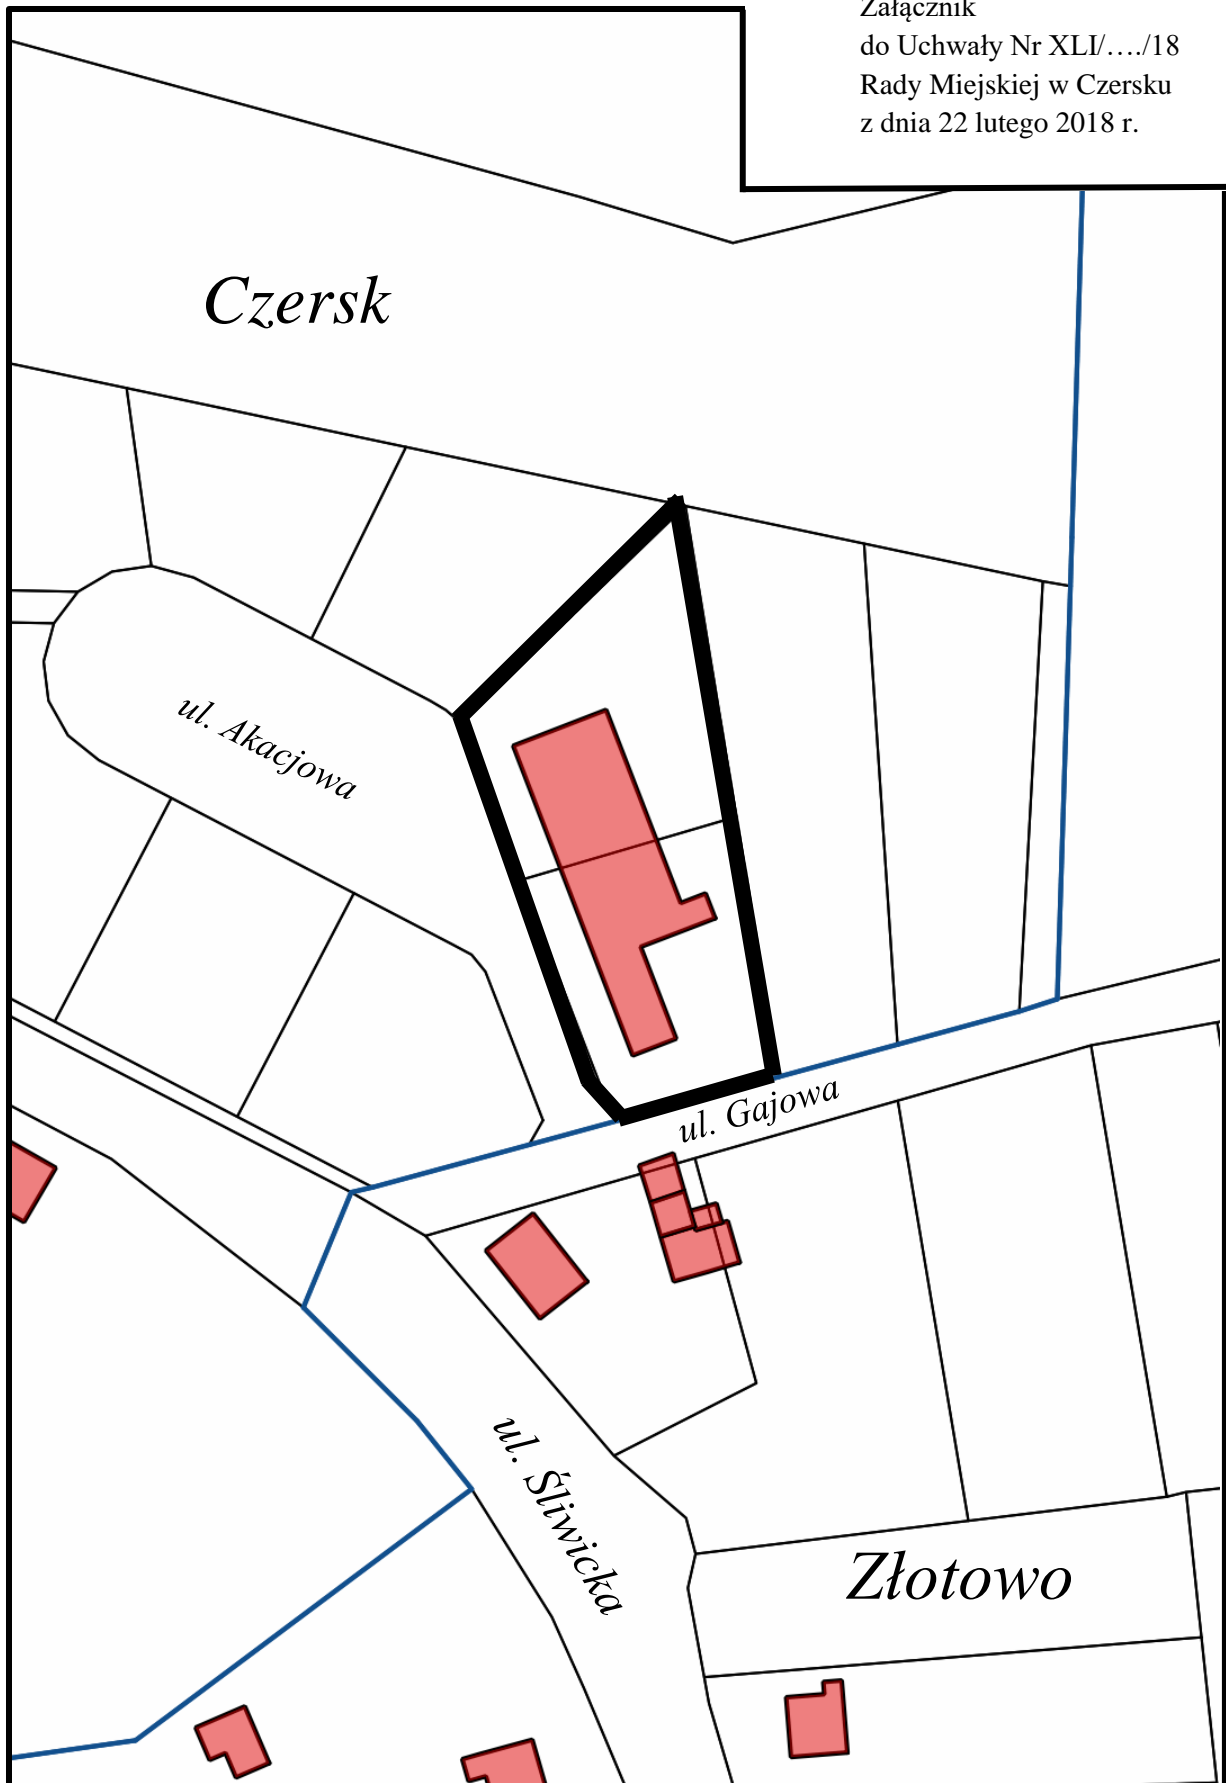 Załącznik
do Uchwały Nr XLI/…./18
Rady Miejskiej w Czersku
z dnia 22 lutego 2018 r.
Czersk
ul. Akacjowa
ul. Gajowa
ul. Śliwicka
Złotowo